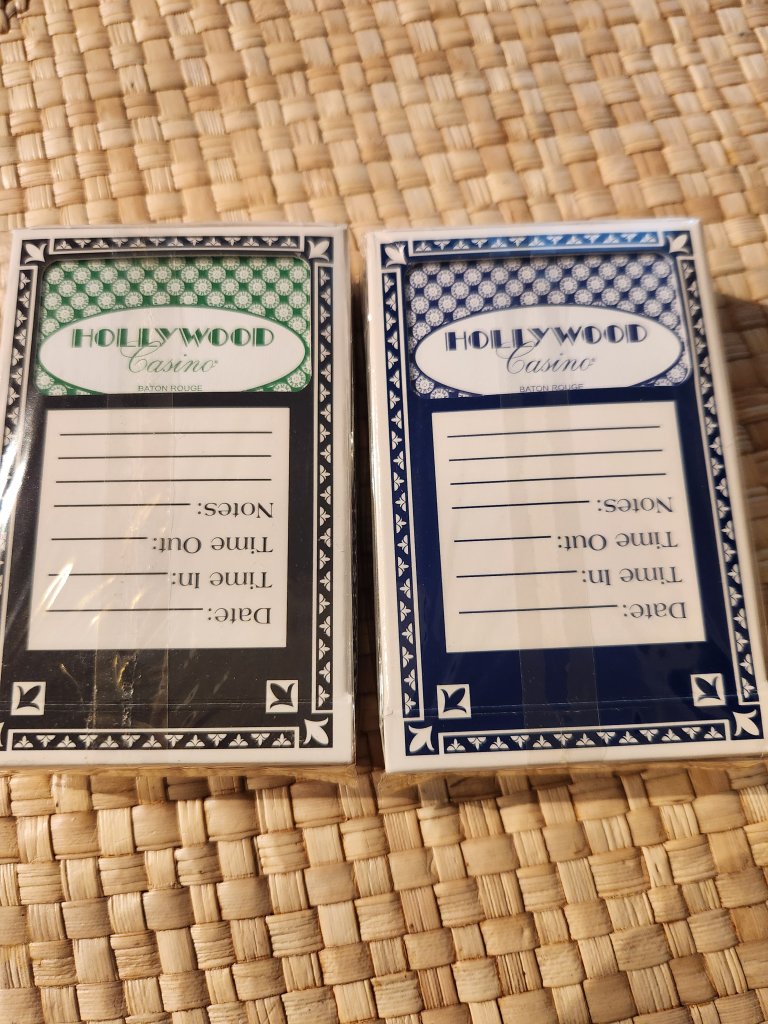 HOLLYWOOD
Casino®
BATON ROUGE
Date:
Time In:
Time Out:
Notes:
HOLLYWOOD
Casino®
BATON ROUGE
Date:
Time In:
Time Out:
Notes: